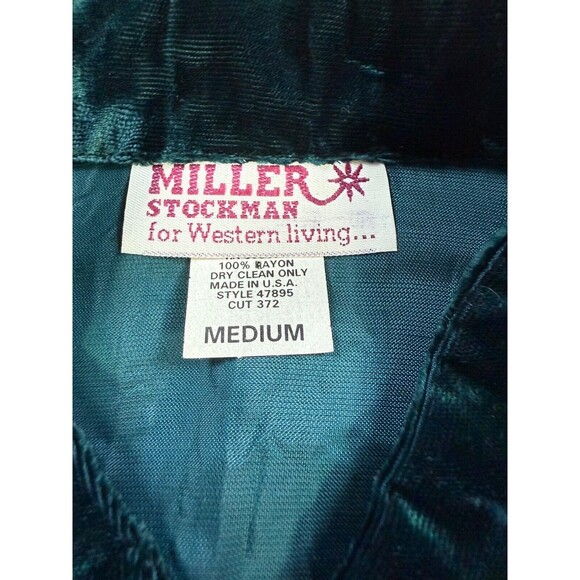 MILLER
STOCKMAN
for Western living...
100% RAYON
DRY CLEAN ONLY
MADE IN U.S.A.
STYLE 47895
CUT 372
MEDIUM